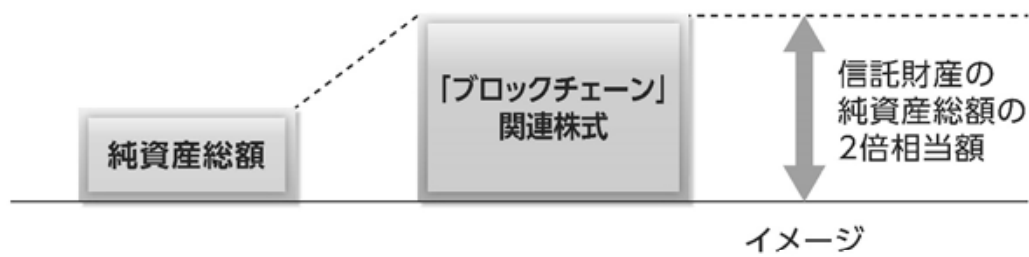 純資産総額
「ブロックチェーン」
関連株式
信託財産の
純資産総額の
2倍相当額
イメージ